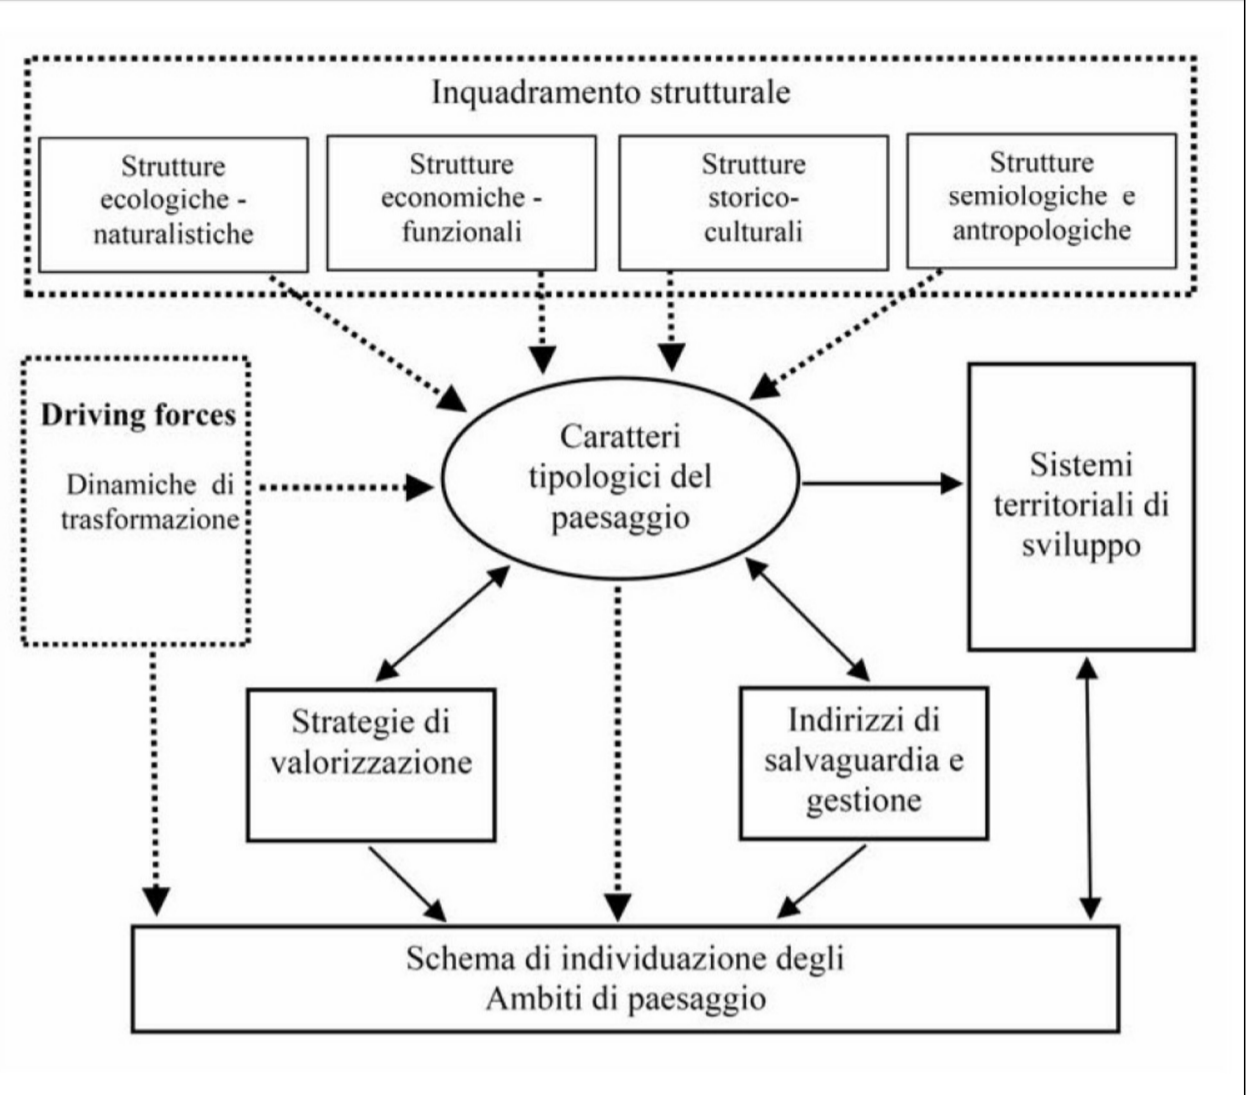 Inquadramento strutturale
Strutture
ecologiche -
naturalistiche
Strutture
economiche -
funzionali
Strutture
storico-
culturali
Strutture
semiologiche e
antropologiche
Driving forces
Dinamiche di
trasformazione
Caratteri
tipologici del
paesaggio
Sistemi
territoriali di
sviluppo
Strategie di
valorizzazione
Indirizzi di
salvaguardia e
gestione
Schema di individuazione degli
Ambiti di paesaggio